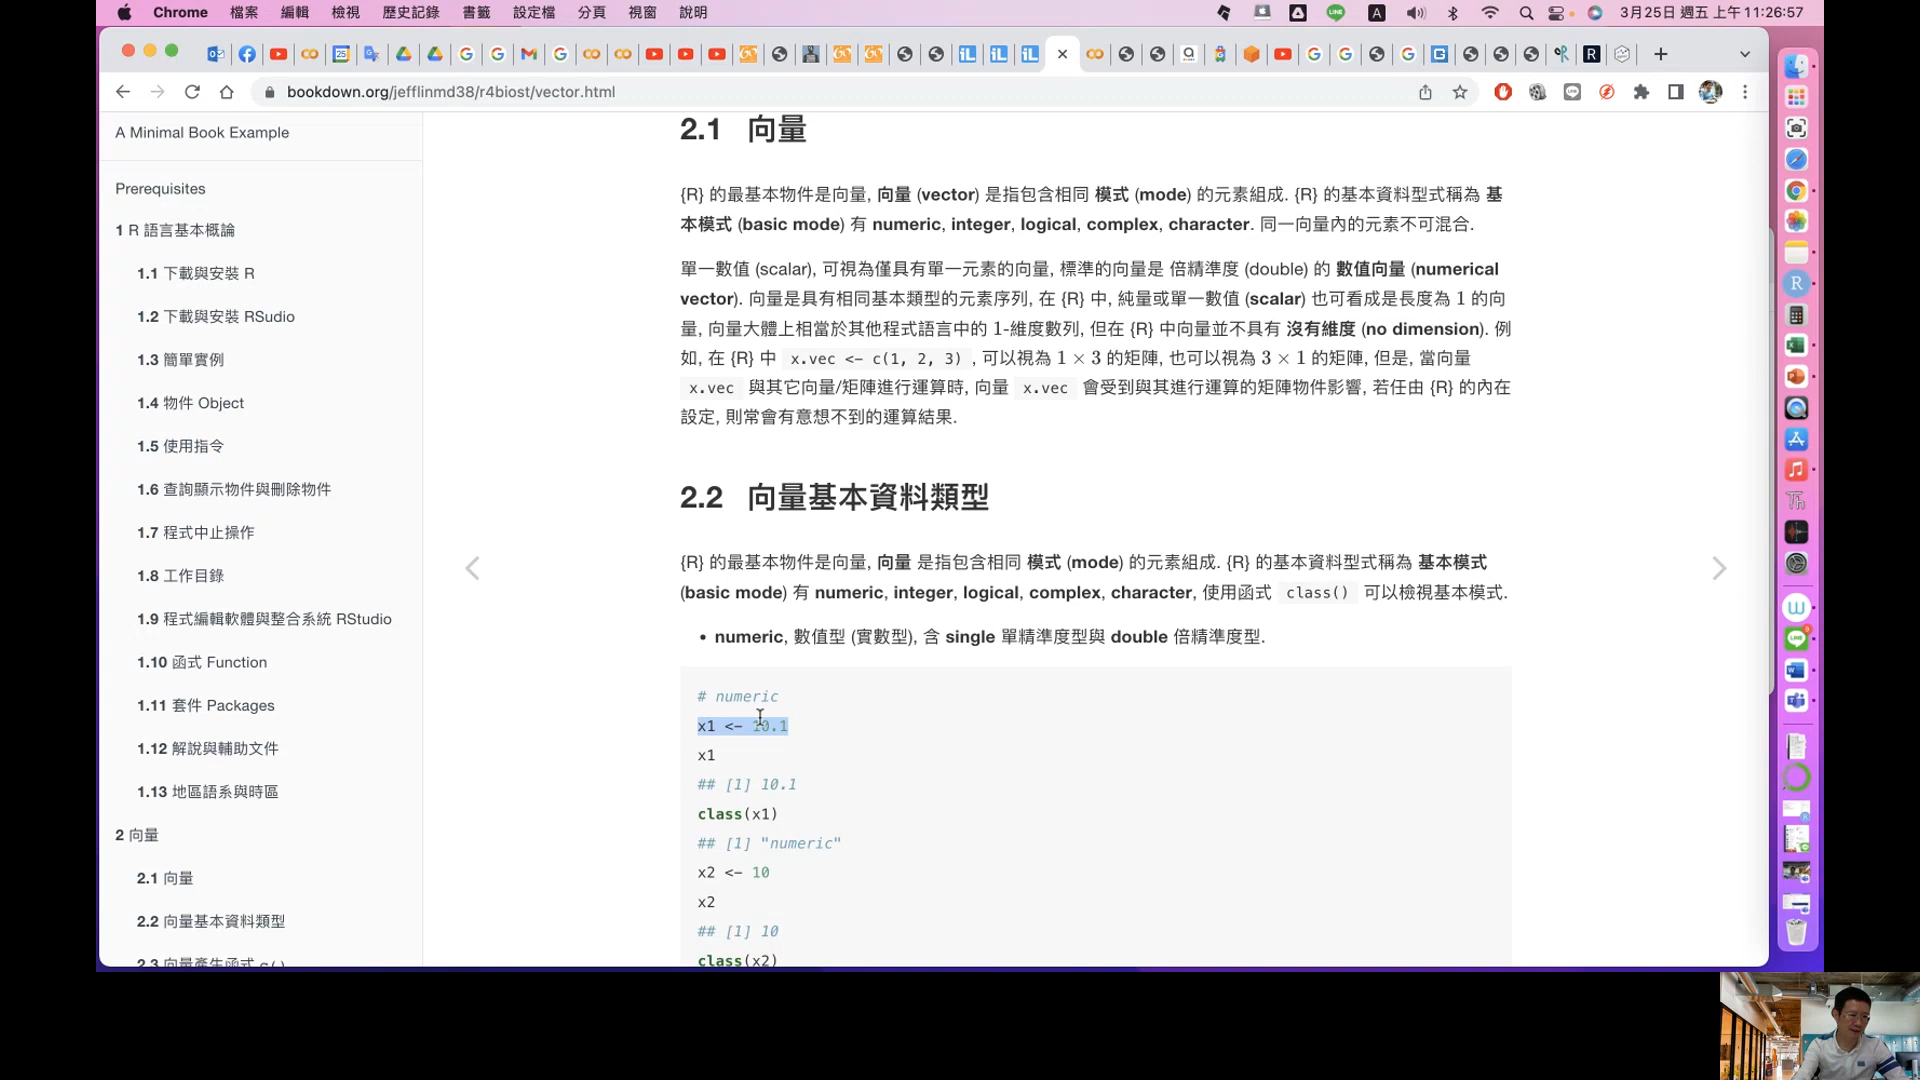 Chrome 檔案 編輯 檢視 歷史記錄 書籤 設定檔 分頁 視窗 說明 3月25日 週五 上午11:26:57
bookdown.org/jefflinmd38/r4biost/vector.html
A Minimal Book Example
Prerequisites
1 R 語言基本概論
1.1 下載與安裝 R
1.2 下載與安裝 RSudio
1.3 簡單實例
1.4 物件 Object
1.5 使用指令
1.6 查詢顯示物件與刪除物件
1.7 程式中止操作
1.8 工作目錄
1.9 程式編輯軟體與整合系統 RStudio
1.10 函式 Function
1.11 套件 Packages
1.12 解說與輔助文件
1.13 地區語系與時區
2 向量
2.1 向量
2.2 向量基本資料類型
2.3 向量產生函式 c()
2.1 向量
{R} 的最基本物件是向量, 向量 (vector) 是指包含相同 模式 (mode) 的元素組成. {R} 的基本資料型式稱為 基
本模式 (basic mode) 有 numeric, integer, logical, complex, character. 同一向量內的元素不可混合.
單一數值 (scalar), 可視為僅具有單一元素的向量, 標準的向量是 倍精準度 (double) 的 數值向量 (numerical
vector). 向量是具有相同基本類型的元素序列, 在 {R} 中, 純量或單一數值 (scalar) 也可看成是長度為 1 的向
量, 向量大體上相當於其他程式語言中的 1-維度數列, 但在 {R} 中向量並不具有 沒有維度 (no dimension). 例
如, 在 {R} 中 x.vec <- c(1, 2, 3) , 可以視為 1 × 3 的矩陣, 也可以視為 3 × 1 的矩陣, 但是, 當向量
x.vec 與其它向量/矩陣進行運算時, 向量 x.vec 會受到與其進行運算的矩陣物件影響, 若任由 {R} 的內在
設定, 則常會有意想不到的運算結果.
2.2 向量基本資料類型
{R} 的最基本物件是向量, 向量 是指包含相同 模式 (mode) 的元素組成. {R} 的基本資料型式稱為 基本模式
(basic mode) 有 numeric, integer, logical, complex, character, 使用函式 class() 可以檢視基本模式.
• numeric, 數值型 (實數型), 含 single 單精準度型與 double 倍精準度型.
# numeric
x1 <- 10.1
x1
## [1] 10.1
class(x1)
## [1] "numeric"
x2 <- 10
x2
## [1] 10
class(x2)